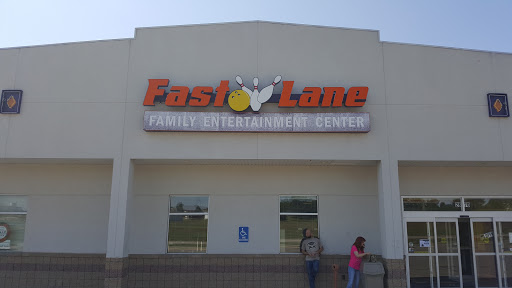 Fast Lane
FAMILY ENTERTAINMENT CENTER